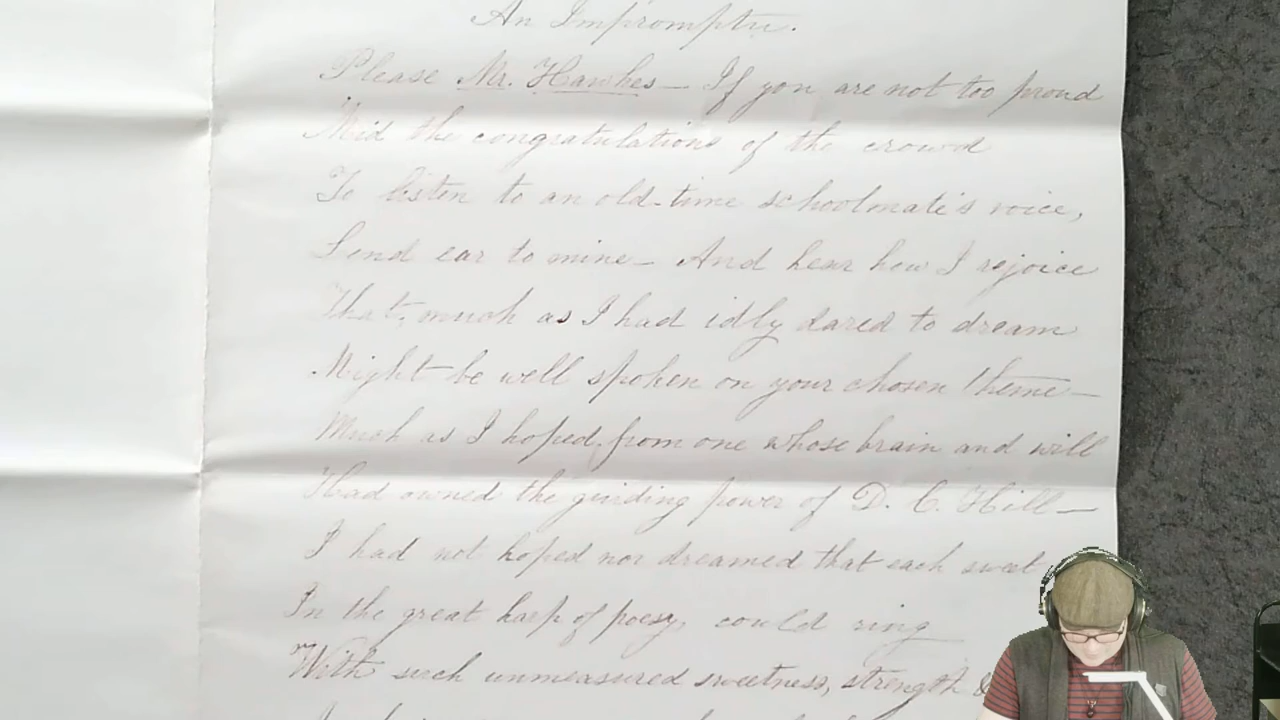 An Impromptu.
Please Mr. Hawkes — If you are not too proud
Mid the congratulations of the crowd
To listen to an old-time schoolmate's voice,
Lend ear to mine — And hear how I rejoice
That, much as I had idly dared to dream
Might be well spoken on your chosen theme —
Much as I hoped from one whose brain and will
Had owned the guiding power of D. C. Hill —
I had not hoped nor dreamed that each sweet
In the great harp of poesy, could ring
With such unmeasured sweetness, strength &